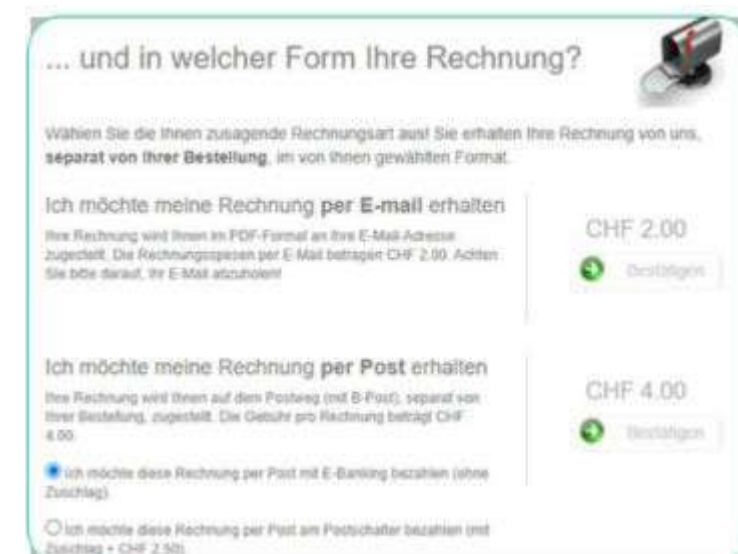 ... und in welcher Form Ihre Rechnung?
Wählen Sie die Ihnen zusagende Rechnungsart aus! Sie erhalten Ihre Rechnung von uns,
separat von Ihrer Bestellung, im von Ihnen gewählten Format.
Ich möchte meine Rechnung per E-mail erhalten
Ihre Rechnung wird Ihnen im PDF-Format an Ihre E-Mail-Adresse
zugestellt. Die Rechnungsspesen per E-Mail betragen CHF 2.00. Achten
Sie bitte darauf, Ihr E-Mail abzuholen!
CHF 2.00
Bestätigen
Ich möchte meine Rechnung per Post erhalten
Ihre Rechnung wird Ihnen auf dem Postweg (mit B-Post), separat von
Ihrer Bestellung, zugestellt. Die Gebühr pro Rechnung beträgt CHF
4.00.
CHF 4.00
Bestätigen
Ich möchte diese Rechnung per Post mit E-Banking bezahlen (ohne
Zuschlag).
Ich möchte diese Rechnung per Post am Postschalter bezahlen (mit
Zuschlag + CHF 2.50).